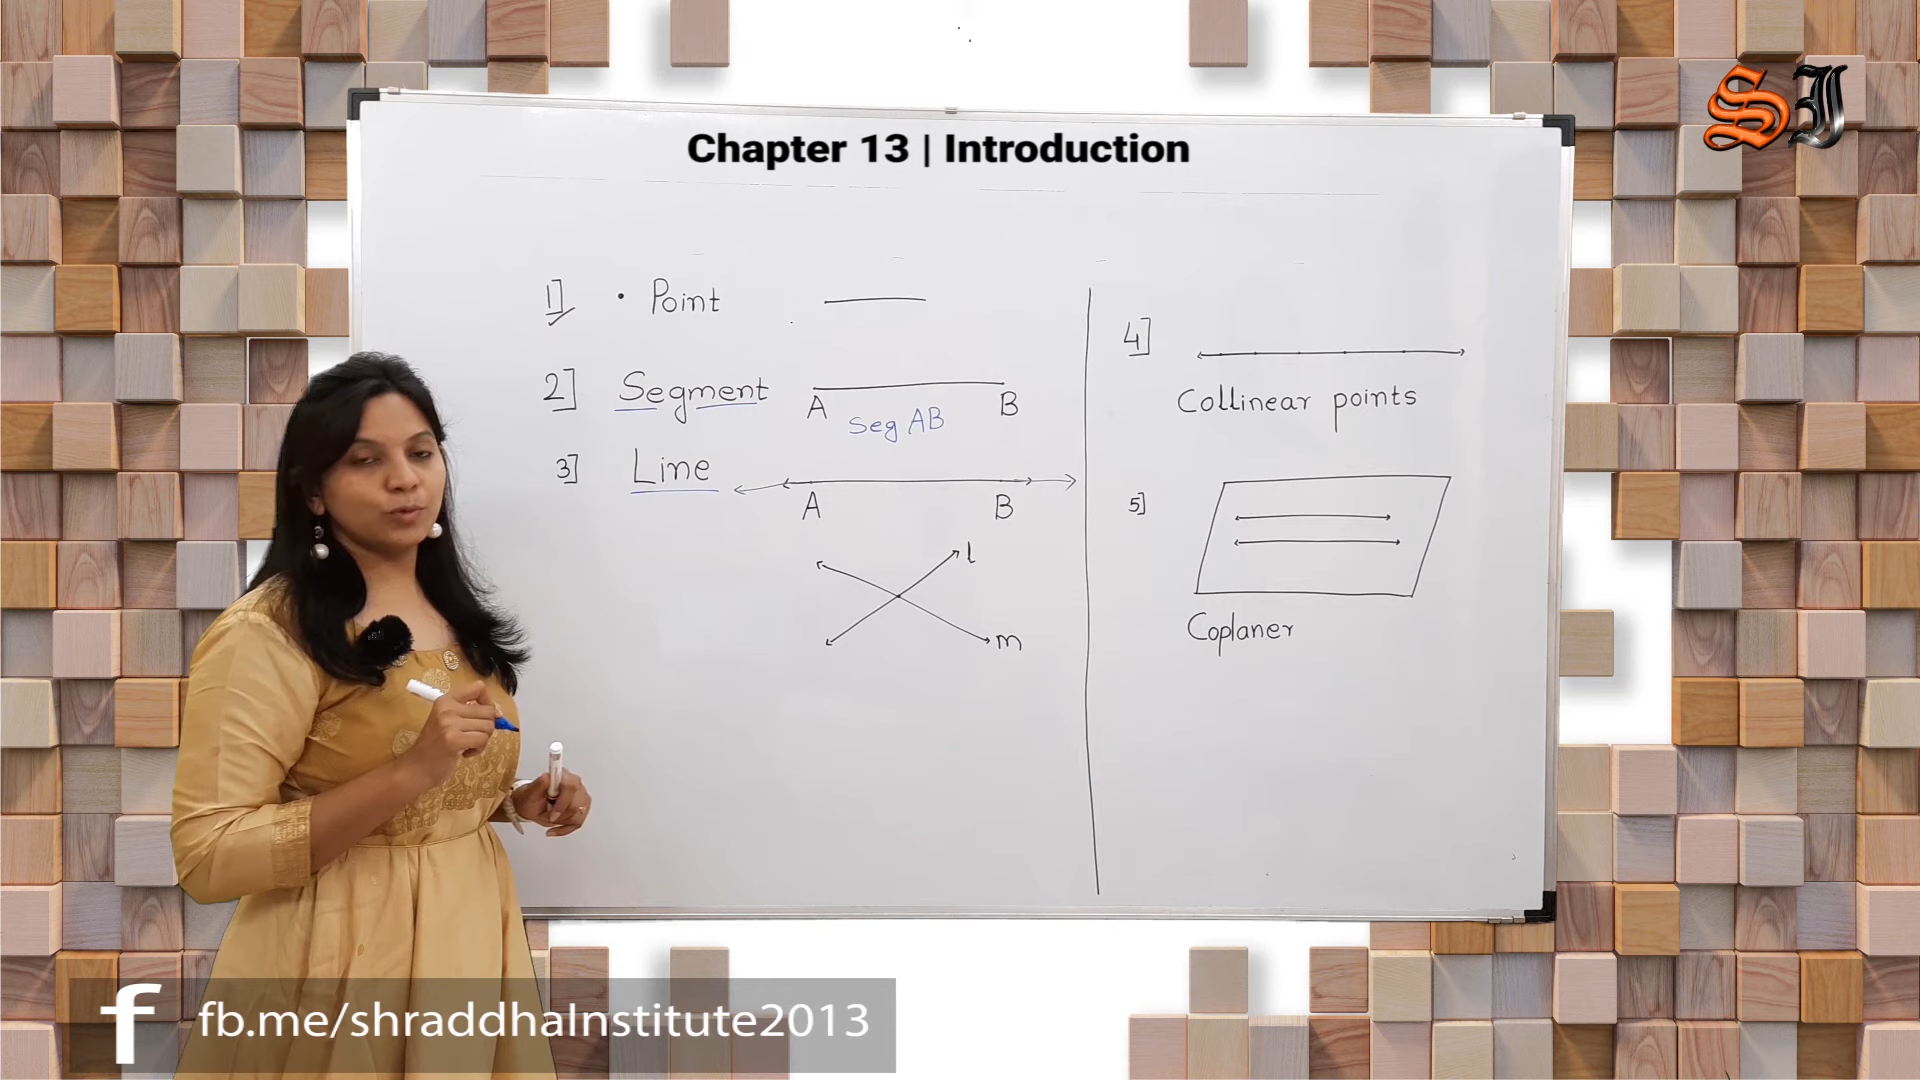 SI
Chapter 13 | Introduction
1] • Point
2] Segment
A B
Seg AB
3] Line
A B
l
m
4]
Collinear points
5]
Coplaner
f fb.me/shraddhaInstitute2013